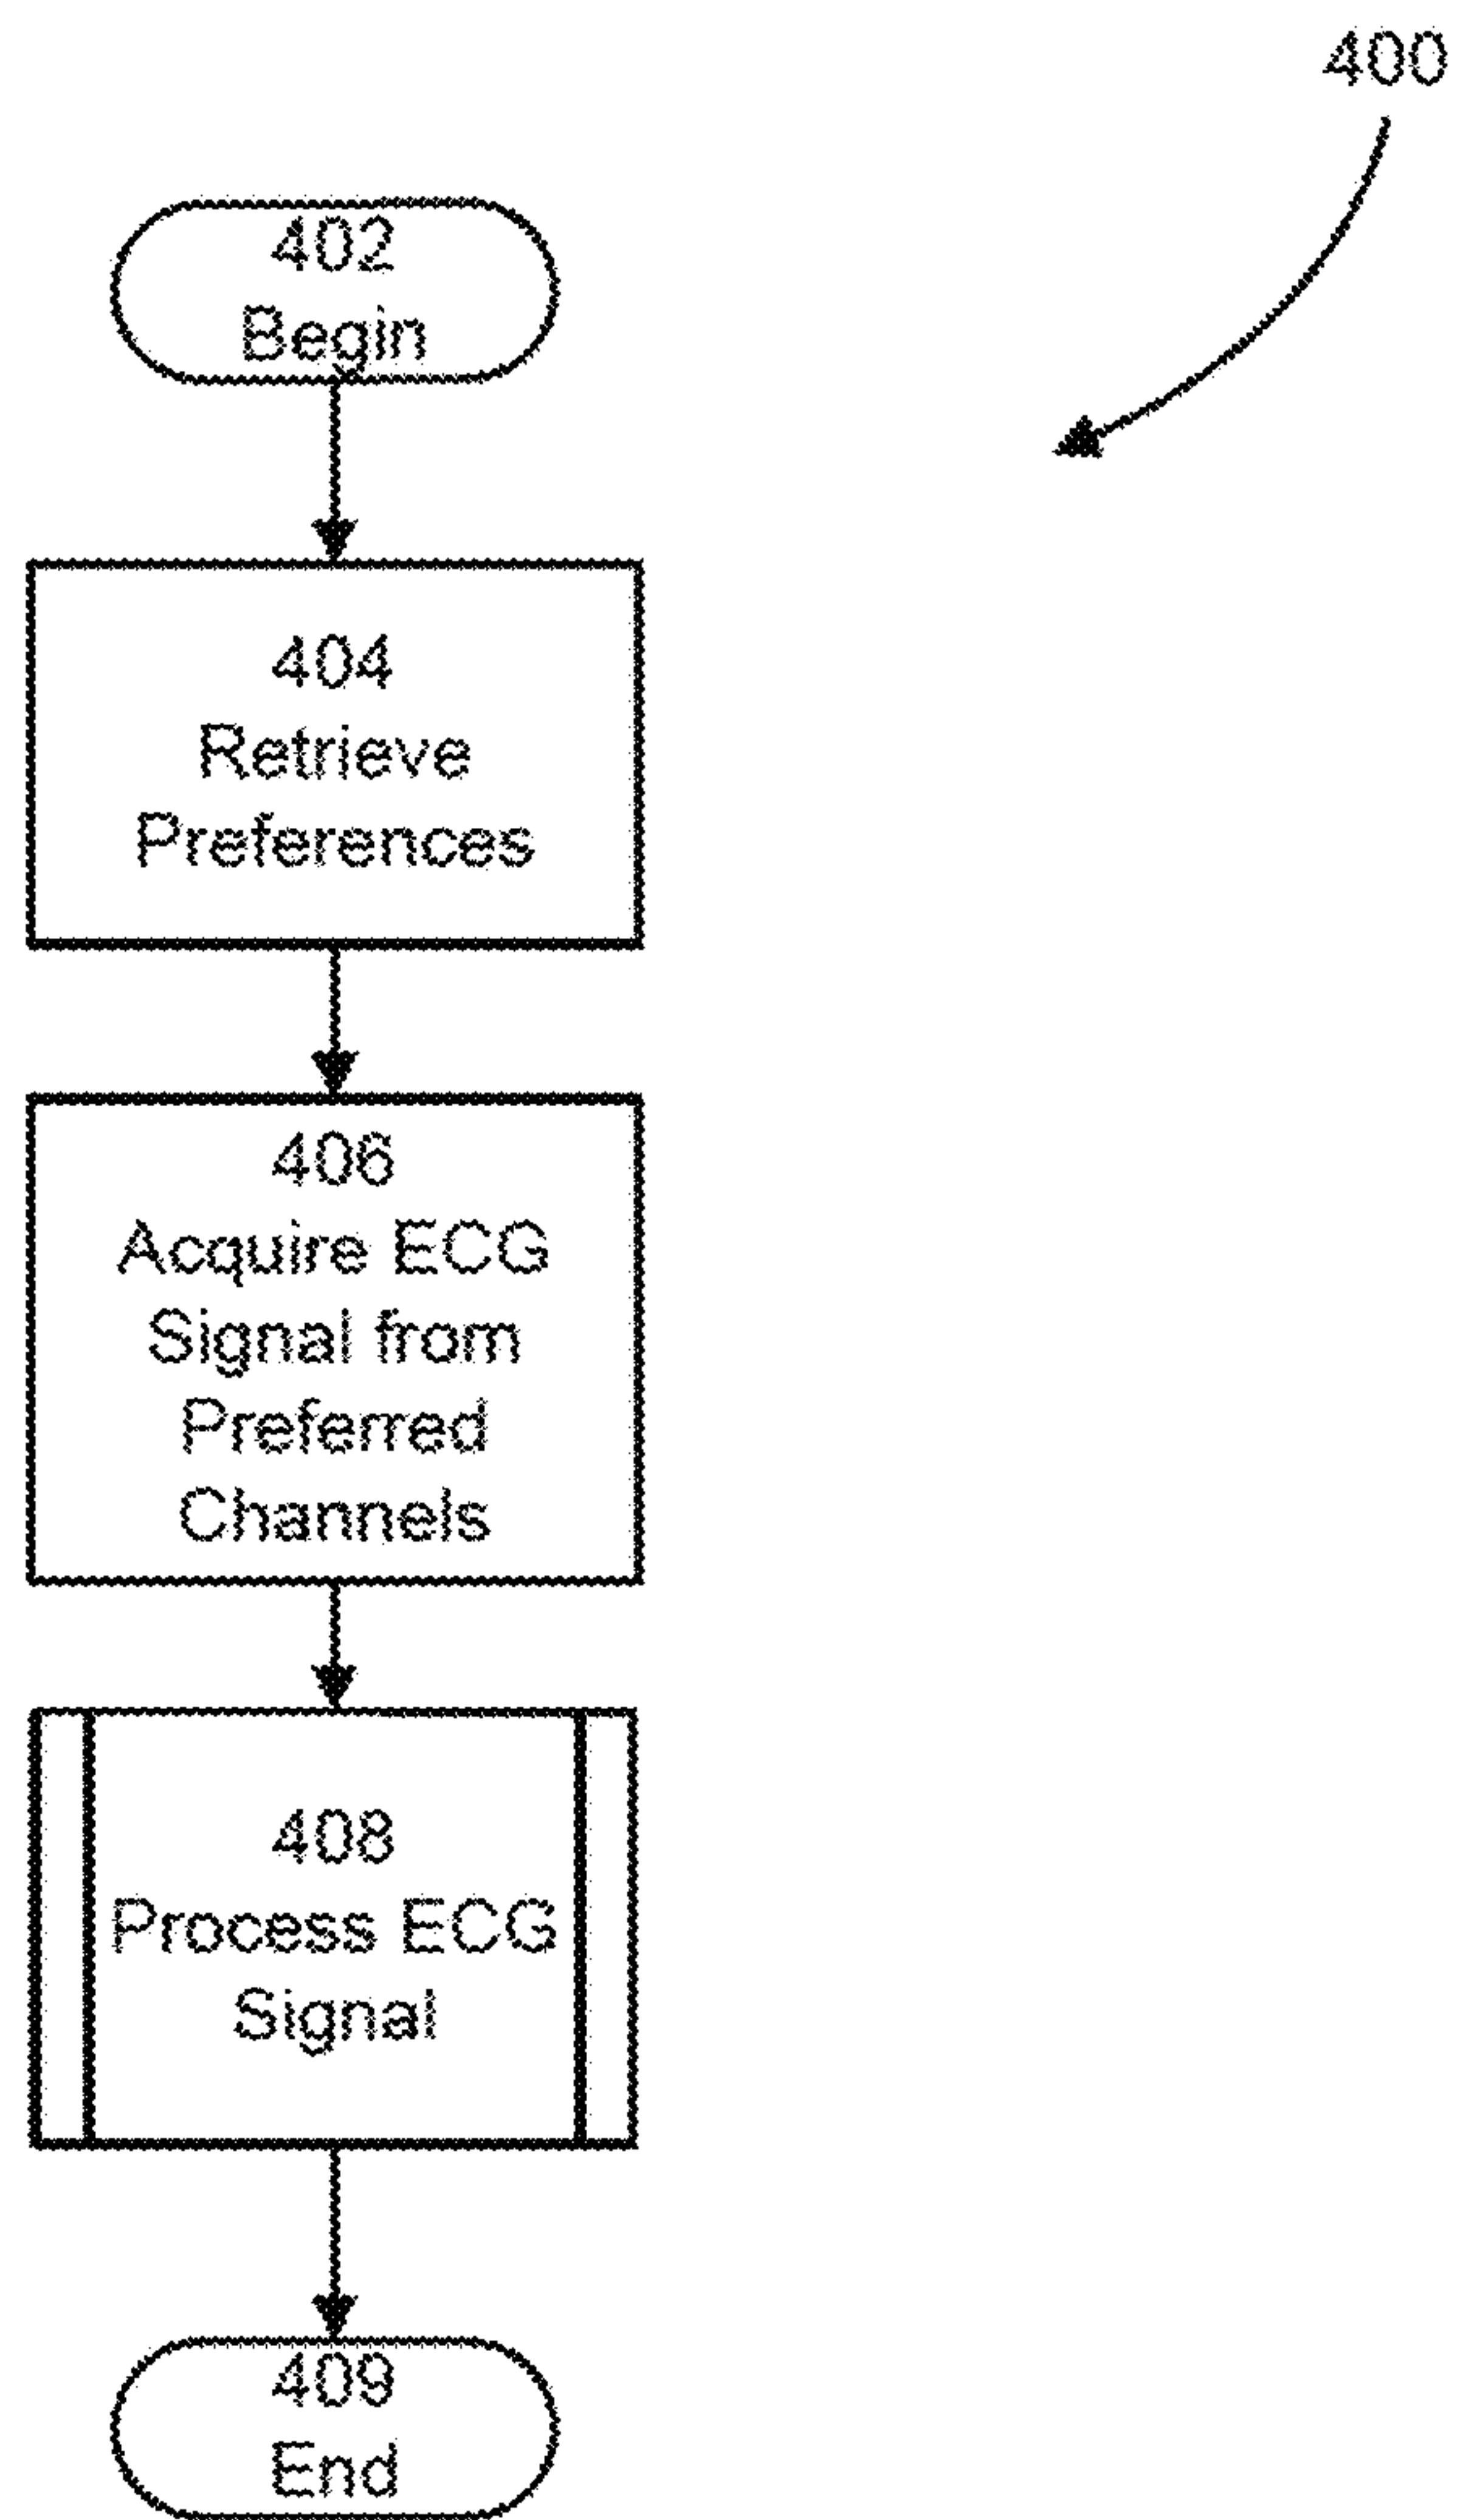 400
402
Begin
404
Retrieve
Preferences
406
Acquire ECG
Signal from
Preferred
Channels
408
Process ECG
Signal
409
End